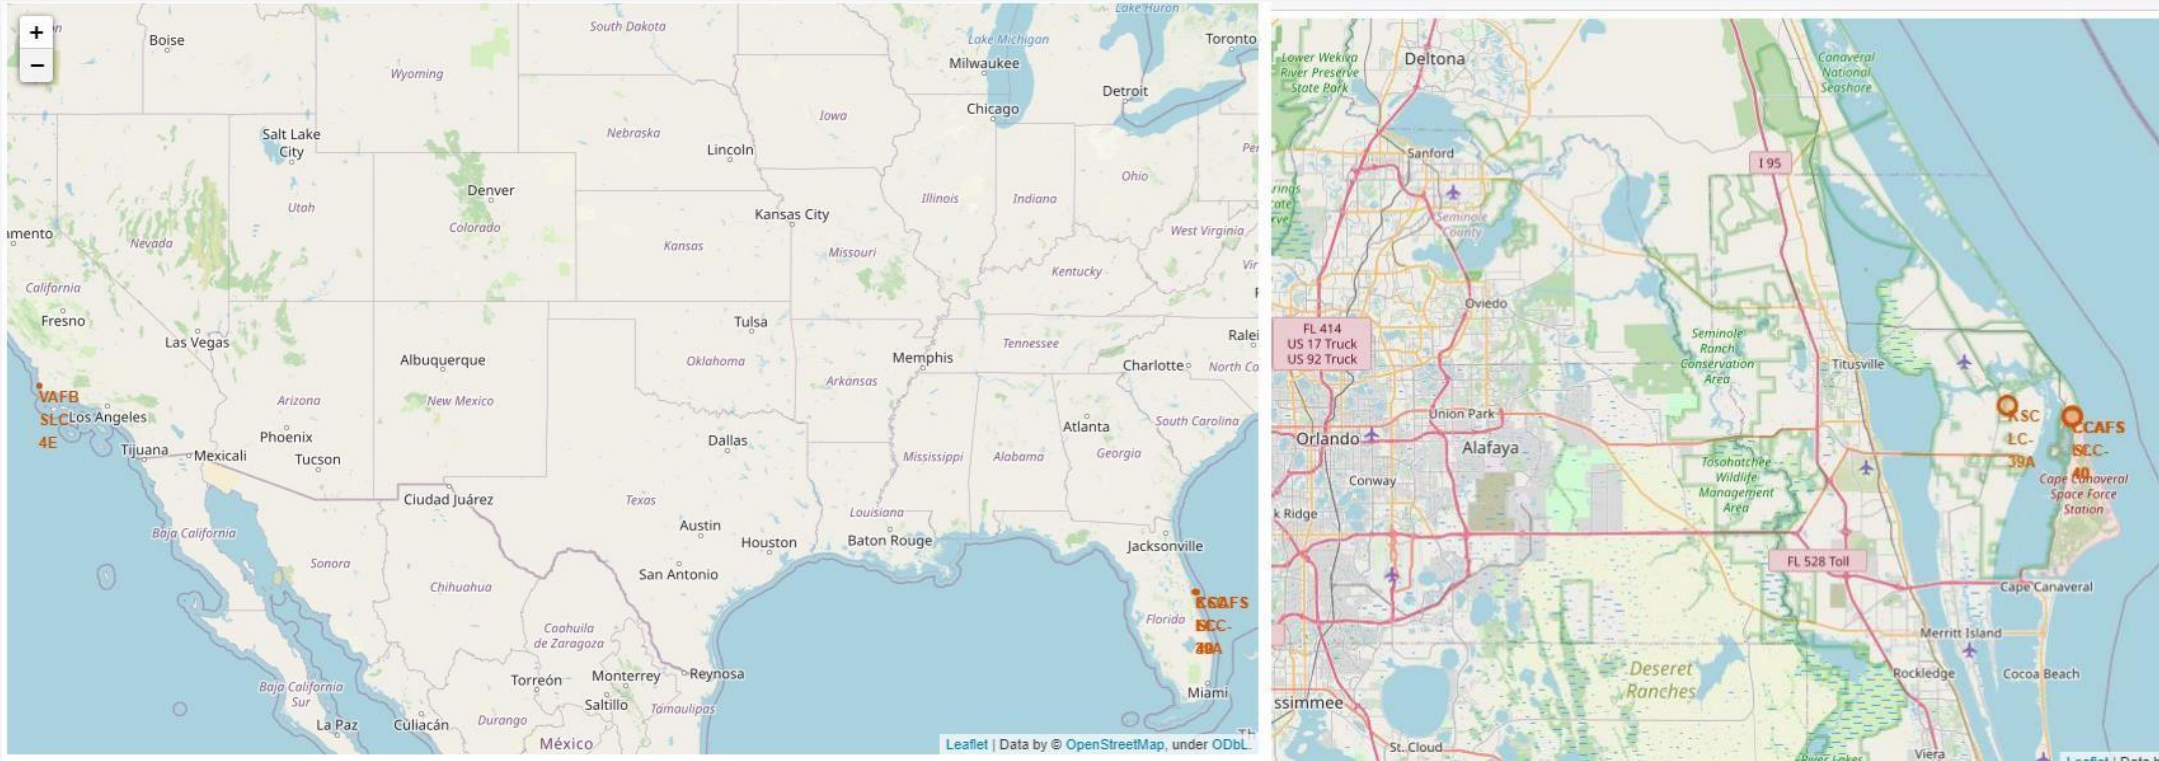 +
−
Boise
South Dakota
Lake Huron
Lake Michigan
Toronto
Wyoming
Milwaukee
Detroit
Chicago
Iowa
Salt Lake
City
Nebraska
Lincoln
Ohio
Denver
Illinois
Indiana
Utah
Colorado
Kansas City
West Virginia
amento
Nevada
Kansas
Missouri
Kentucky
California
Fresno
Las Vegas
Tulsa
Albuquerque
Oklahoma
Memphis
Tennessee
Charlotte
Ralei
North Ca
Arkansas
VAFB
SLC
4E
Los Angeles
Arizona
New Mexico
South Carolina
Atlanta
Phoenix
Dallas
Tijuana
Mexicali
Tucson
Mississippi
Alabama
Georgia
Ciudad Juárez
Texas
Louisiana
Baja California
Austin
Houston
Baton Rouge
Jacksonville
Sonora
San Antonio
Chihuahua
Florida
Coahuila
de Zaragoza
Reynosa
Torreón
Monterrey
Baja California
Sur
Saltillo
Miami
Tamaulipas
La Paz
Culiacán
Durango
México
Leaflet | Data by © OpenStreetMap, under ODbL.
Deltona
Lower Wekiva
River Preserve
State Park
Canaveral
National
Seashore
Sanford
I 95
Seminole
County
Oviedo
FL 414
US 17 Truck
US 92 Truck
Seminole
Ranch
Conservation
Area
Titusville
Union Park
KSC
LC-
39A
CCAFS
Orlando
Alafaya
Tosohatchee
Wildlife
Management
Area
Conway
40
Cape Canaveral
Space Force
Station
k Ridge
FL 528 Toll
Cape Canaveral
Merritt Island
Deseret
Ranches
Rockledge
Cocoa Beach
ssimmee
St. Cloud
Viera